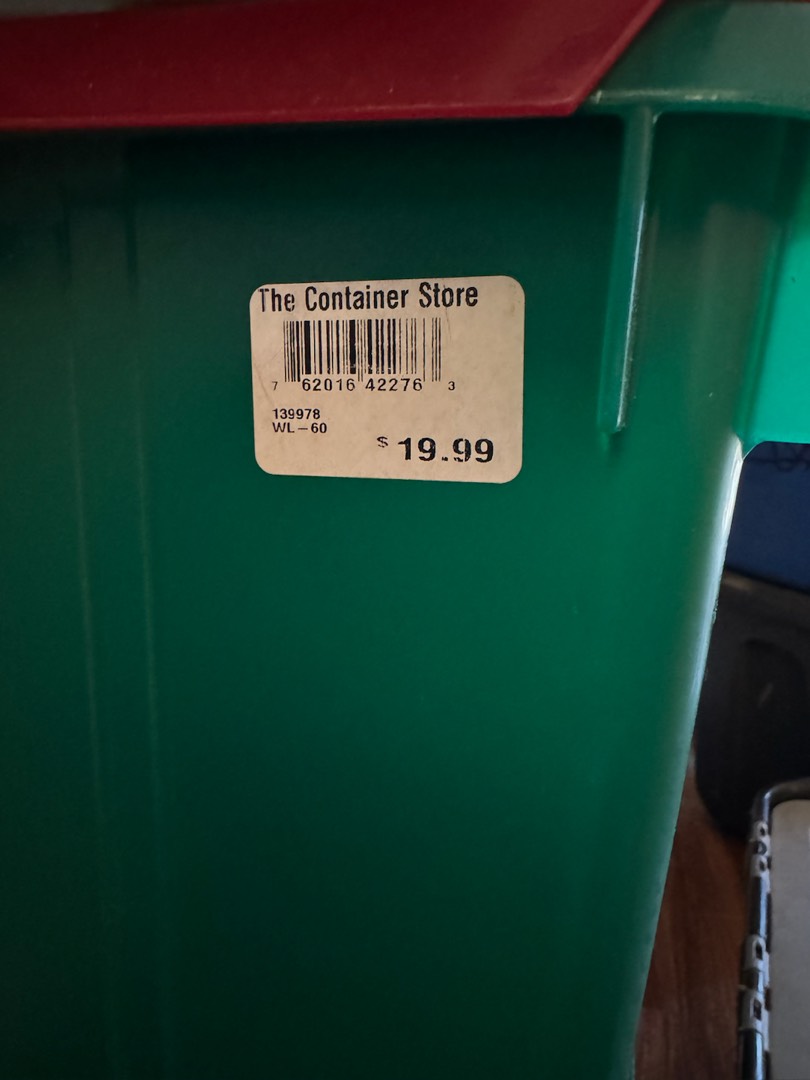 The Container Store
7 62016 42276 3
139978
WL-60
$ 19.99